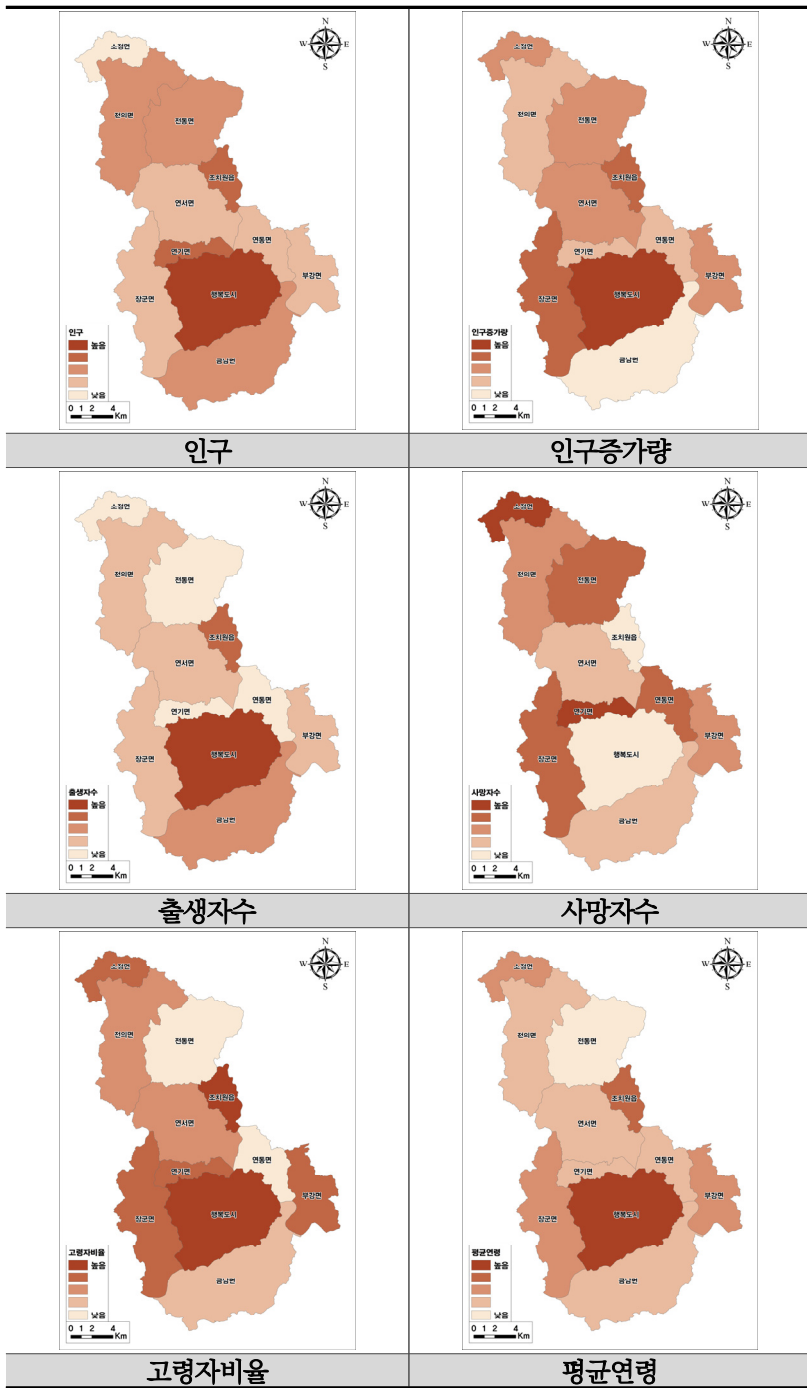 N
W E
S
소정면
전의면
전동면
조치원읍
연서면
연기면
연동면
부강면
장군면
행복도시
금남면
인구
높음
낮음
0 1 2 4
Km
인구
N
W E
S
소정면
전의면
전동면
조치원읍
연서면
연기면
연동면
부강면
장군면
행복도시
금남면
인구증가량
높음
낮음
0 1 2 4
Km
인구증가량
N
W E
S
소정면
전의면
전동면
조치원읍
연서면
연기면
연동면
부강면
장군면
행복도시
금남면
출생자수
높음
낮음
0 1 2 4
Km
출생자수
N
W E
S
소정면
전의면
전동면
조치원읍
연서면
연기면
연동면
부강면
장군면
행복도시
금남면
사망자수
높음
낮음
0 1 2 4
Km
사망자수
N
W E
S
소정면
전의면
전동면
조치원읍
연서면
연기면
연동면
부강면
장군면
행복도시
금남면
고령자비율
높음
낮음
0 1 2 4
Km
고령자비율
N
W E
S
소정면
전의면
전동면
조치원읍
연서면
연기면
연동면
부강면
장군면
행복도시
금남면
평균연령
높음
낮음
0 1 2 4
Km
평균연령